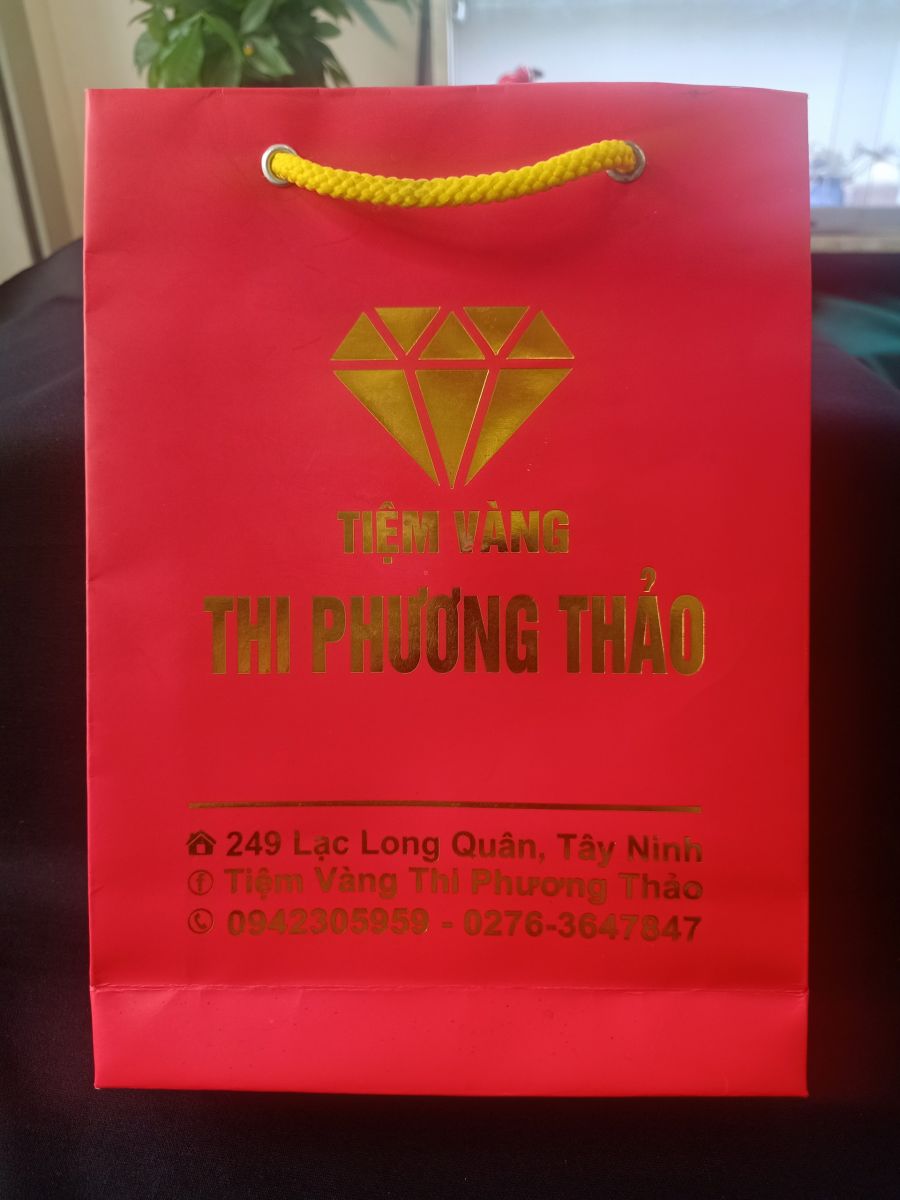 TIỆM VÀNG
THI PHƯƠNG THẢO
249 Lạc Long Quân, Tây Ninh
Tiệm Vàng Thi Phương Thảo
0942305959 - 0276-3647847